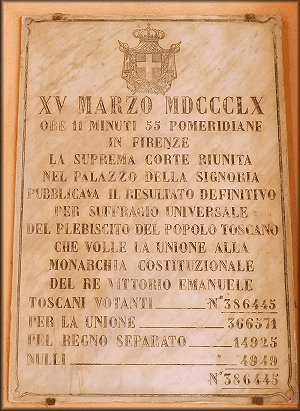 XV MARZO MDCCCLX
ORE 11 MINUTI 55 POMERIDIANE
IN FIRENZE
LA SUPREMA CORTE RIUNITA
NEL PALAZZO DELLA SIGNORIA
PUBBLICAVA IL RESULTATO DEFINITIVO
PER SUFFRAGIO UNIVERSALE
DEL PLEBISCITO DEL POPOLO TOSCANO
CHE VOLLE LA UNIONE ALLA
MONARCHIA COSTITUZIONALE
DEL RE VITTORIO EMANUELE
TOSCANI VOTANTI N° 386445
PER LA UNIONE 366571
PEL REGNO SEPARATO 14925
NULLI 4949
N° 386445